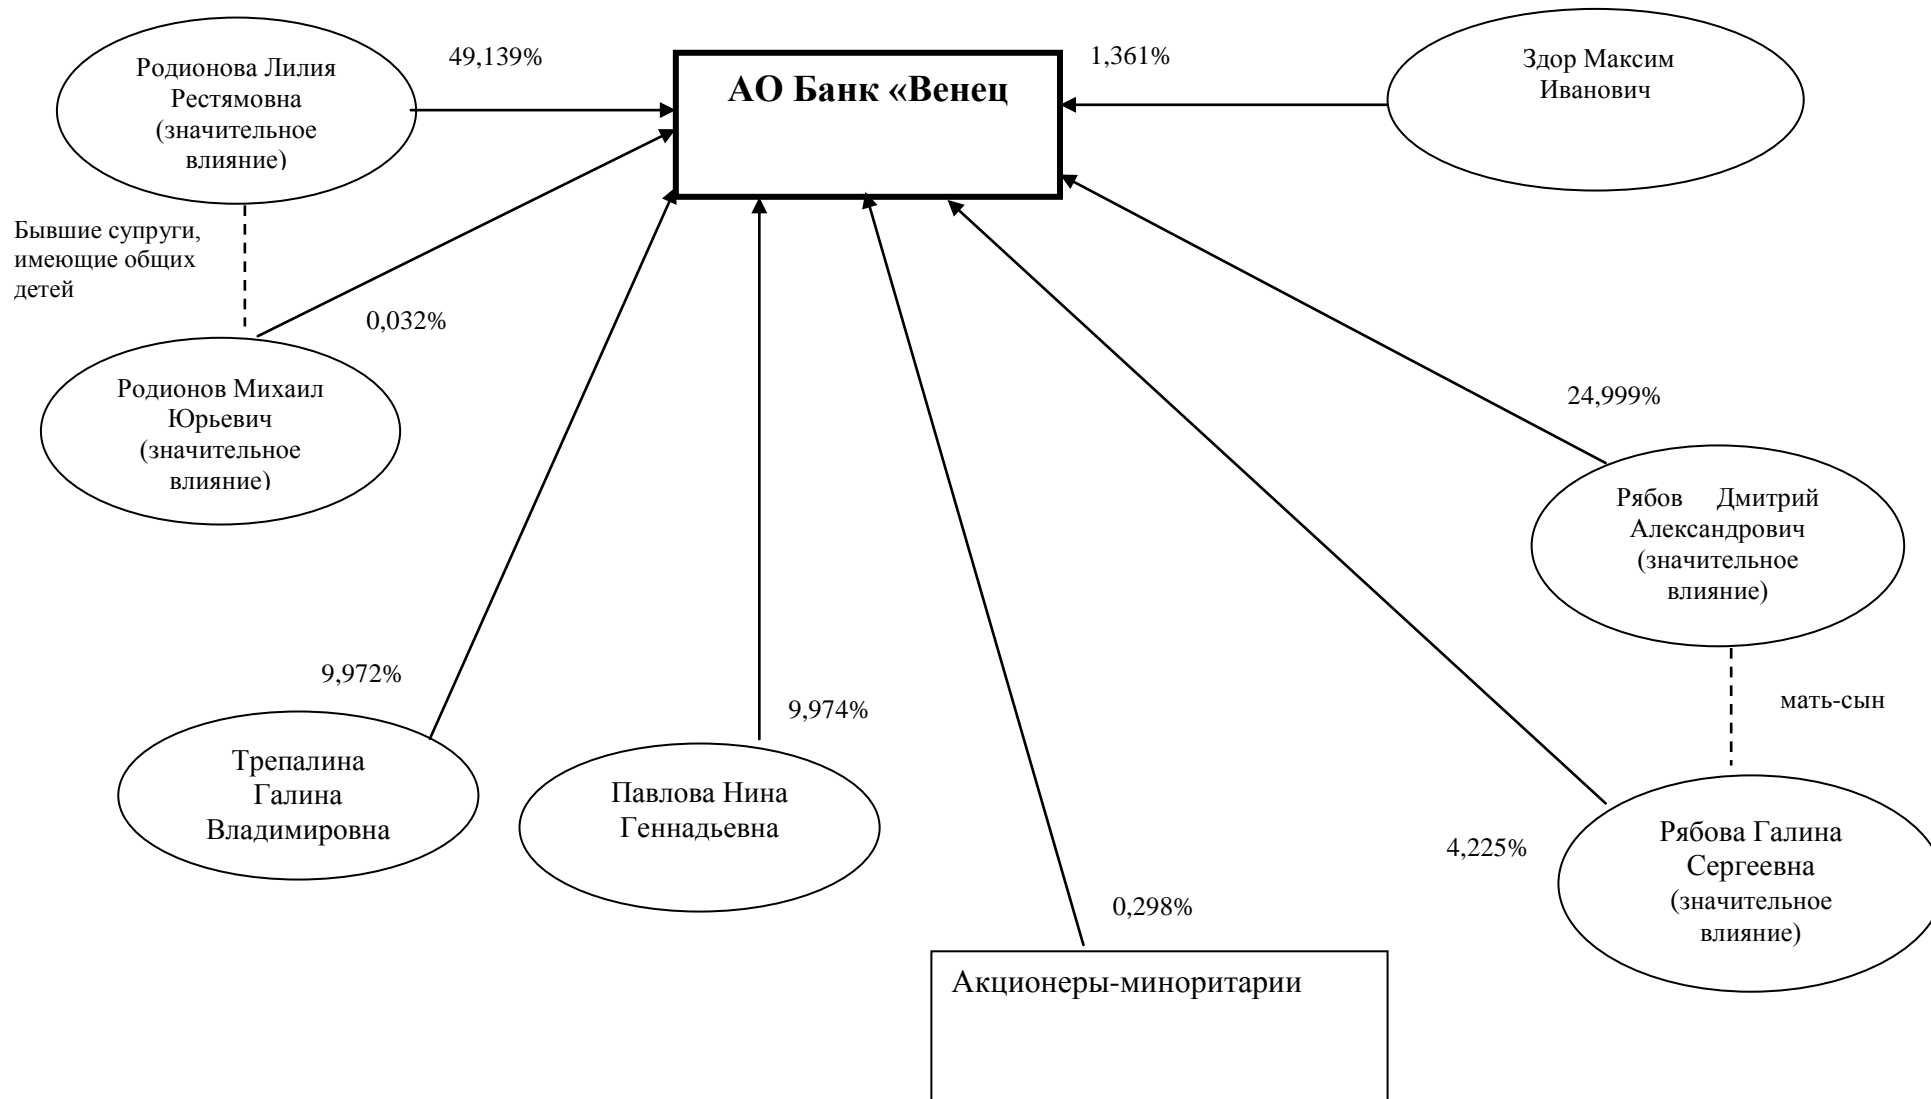 Родионова Лилия
Рестямовна
(значительное
влияние)
49,139%
АО Банк «Венец
1,361%
Здор Максим
Иванович
Бывшие супруги,
имеющие общих
детей
0,032%
Родионов Михаил
Юрьевич
(значительное
влияние)
24,999%
Рябов Дмитрий
Александрович
(значительное
влияние)
мать-сын
9,972%
9,974%
Трепалина
Галина
Владимировна
Павлова Нина
Геннадьевна
4,225%
Рябова Галина
Сергеевна
(значительное
влияние)
0,298%
Акционеры-миноритарии